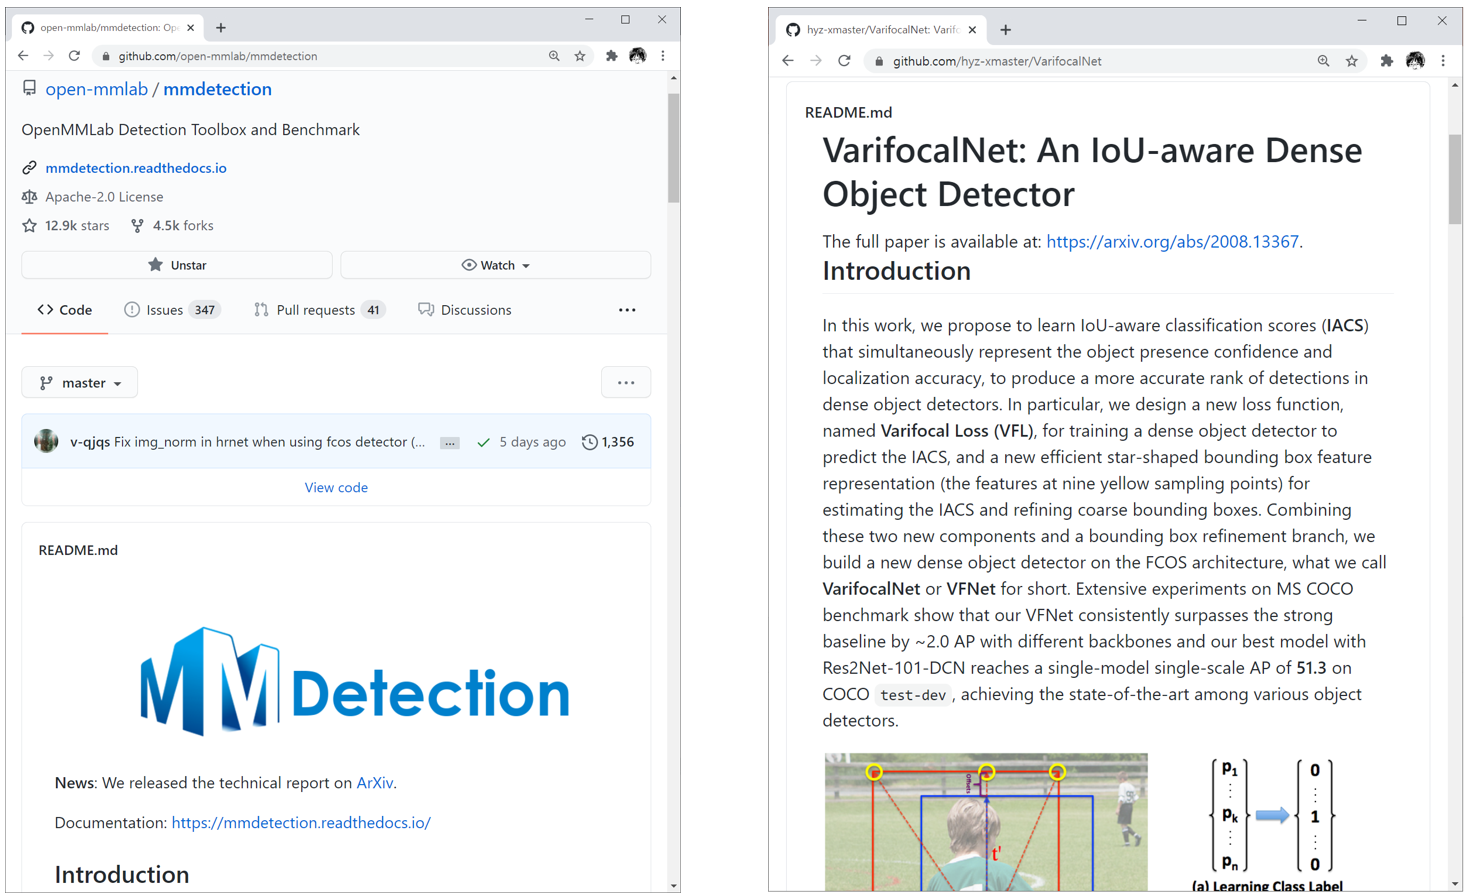 open-mmlab/mmdetection: Ope
github.com/open-mmlab/mmdetection
open-mmlab / mmdetection
OpenMMLab Detection Toolbox and Benchmark
mmdetection.readthedocs.io
Apache-2.0 License
12.9k stars 4.5k forks
Unstar Watch
Code Issues 347 Pull requests 41 Discussions ...
master ...
v-qjqs Fix img_norm in hrnet when using fcos detector (... ... 5 days ago 1,356
View code
README.md
MM Detection
News: We released the technical report on ArXiv.
Documentation: https://mmdetection.readthedocs.io/
Introduction
hyz-xmaster/VarifocalNet: Varifo
github.com/hyz-xmaster/VarifocalNet
README.md
VarifocalNet: An IoU-aware Dense
Object Detector
The full paper is available at: https://arxiv.org/abs/2008.13367.
Introduction
In this work, we propose to learn IoU-aware classification scores (IACS)
that simultaneously represent the object presence confidence and
localization accuracy, to produce a more accurate rank of detections in
dense object detectors. In particular, we design a new loss function,
named Varifocal Loss (VFL), for training a dense object detector to
predict the IACS, and a new efficient star-shaped bounding box feature
representation (the features at nine yellow sampling points) for
estimating the IACS and refining coarse bounding boxes. Combining
these two new components and a bounding box refinement branch, we
build a new dense object detector on the FCOS architecture, what we call
VarifocalNet or VFNet for short. Extensive experiments on MS COCO
benchmark show that our VFNet consistently surpasses the strong
baseline by ~2.0 AP with different backbones and our best model with
Res2Net-101-DCN reaches a single-model single-scale AP of 51.3 on
COCO test-dev, achieving the state-of-the-art among various object
detectors.
offsets
t'
p1 0
⋮ ⋮
pk 1
⋮ ⋮
pn 0
(a) Learning Class Label